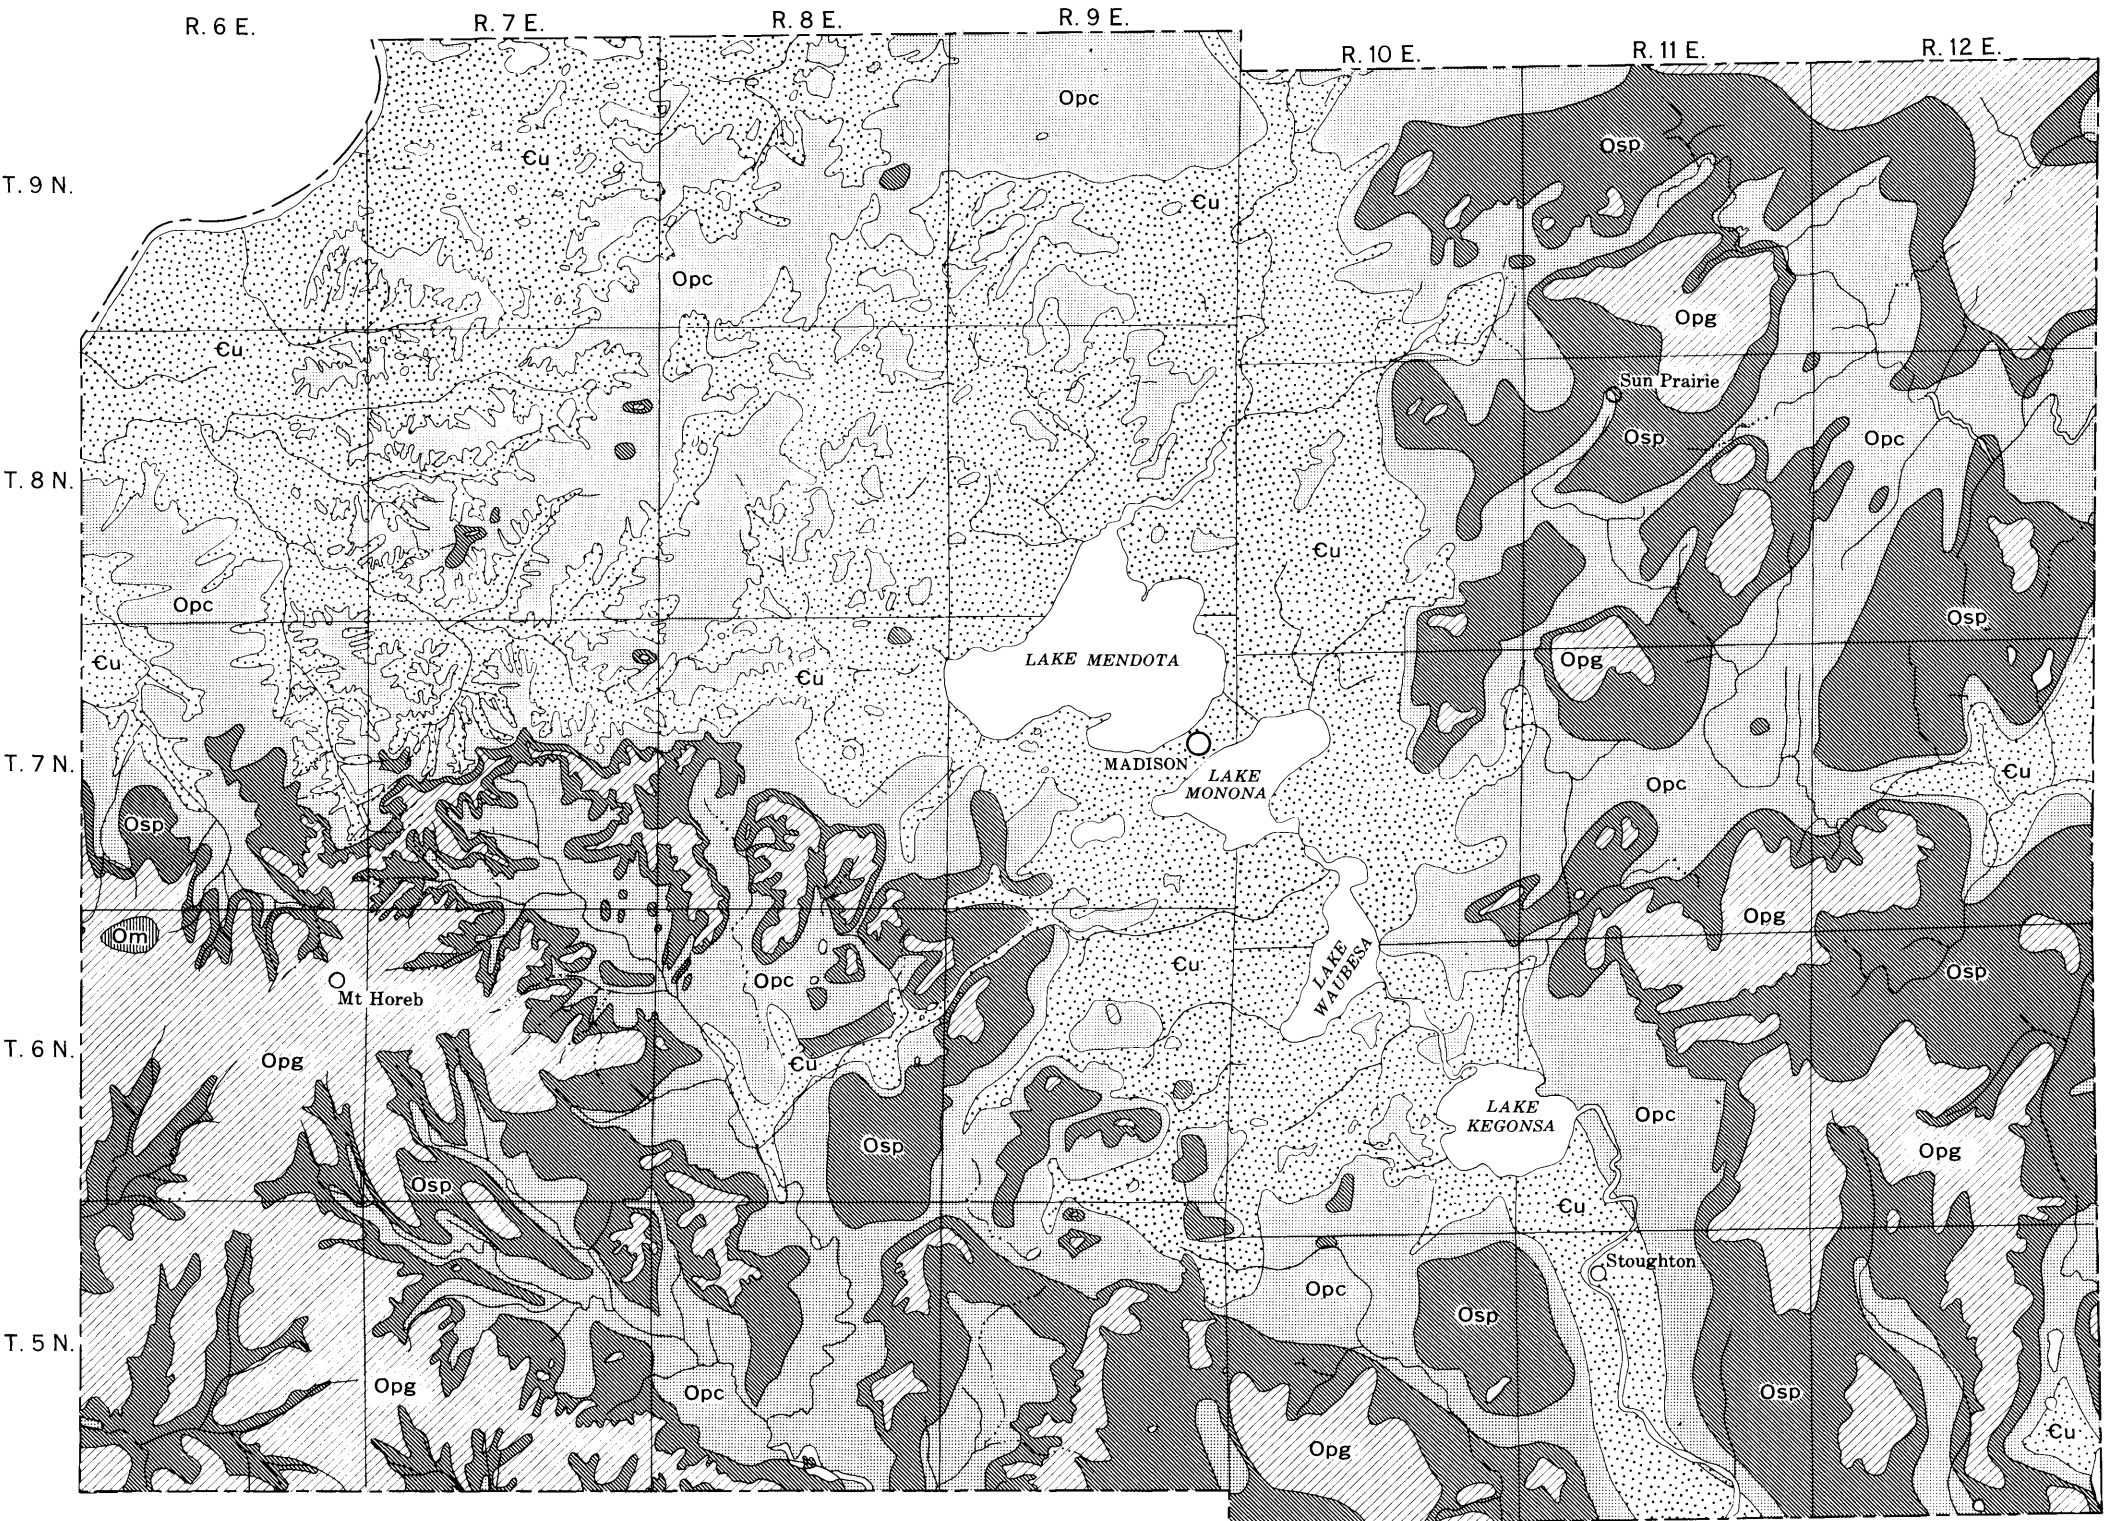 R. 6 E.
R. 7 E.
R. 8 E.
R. 9 E.
R. 10 E.
R. 11 E.
R. 12 E.
Opc
Osp
Єu
T. 9 N.
Єu
Opc
Opg
Єu
Sun Prairie
Osp
Opc
T. 8 N.
Єu
Opc
Osp
Єu
LAKE MENDOTA
Opg
Єu
T. 7 N.
MADISON
LAKE
MONONA
Opc
Єu
Osp
Opg
Om
Mt Horeb
Opc
Єu
LAKE
WAUBESA
Osp
T. 6 N.
Opg
Єu
LAKE
KEGONSA
Opc
Osp
Opg
Osp
Єu
Stoughton
Opc
Osp
T. 5 N.
Opg
Opc
Osp
Opg
Єu